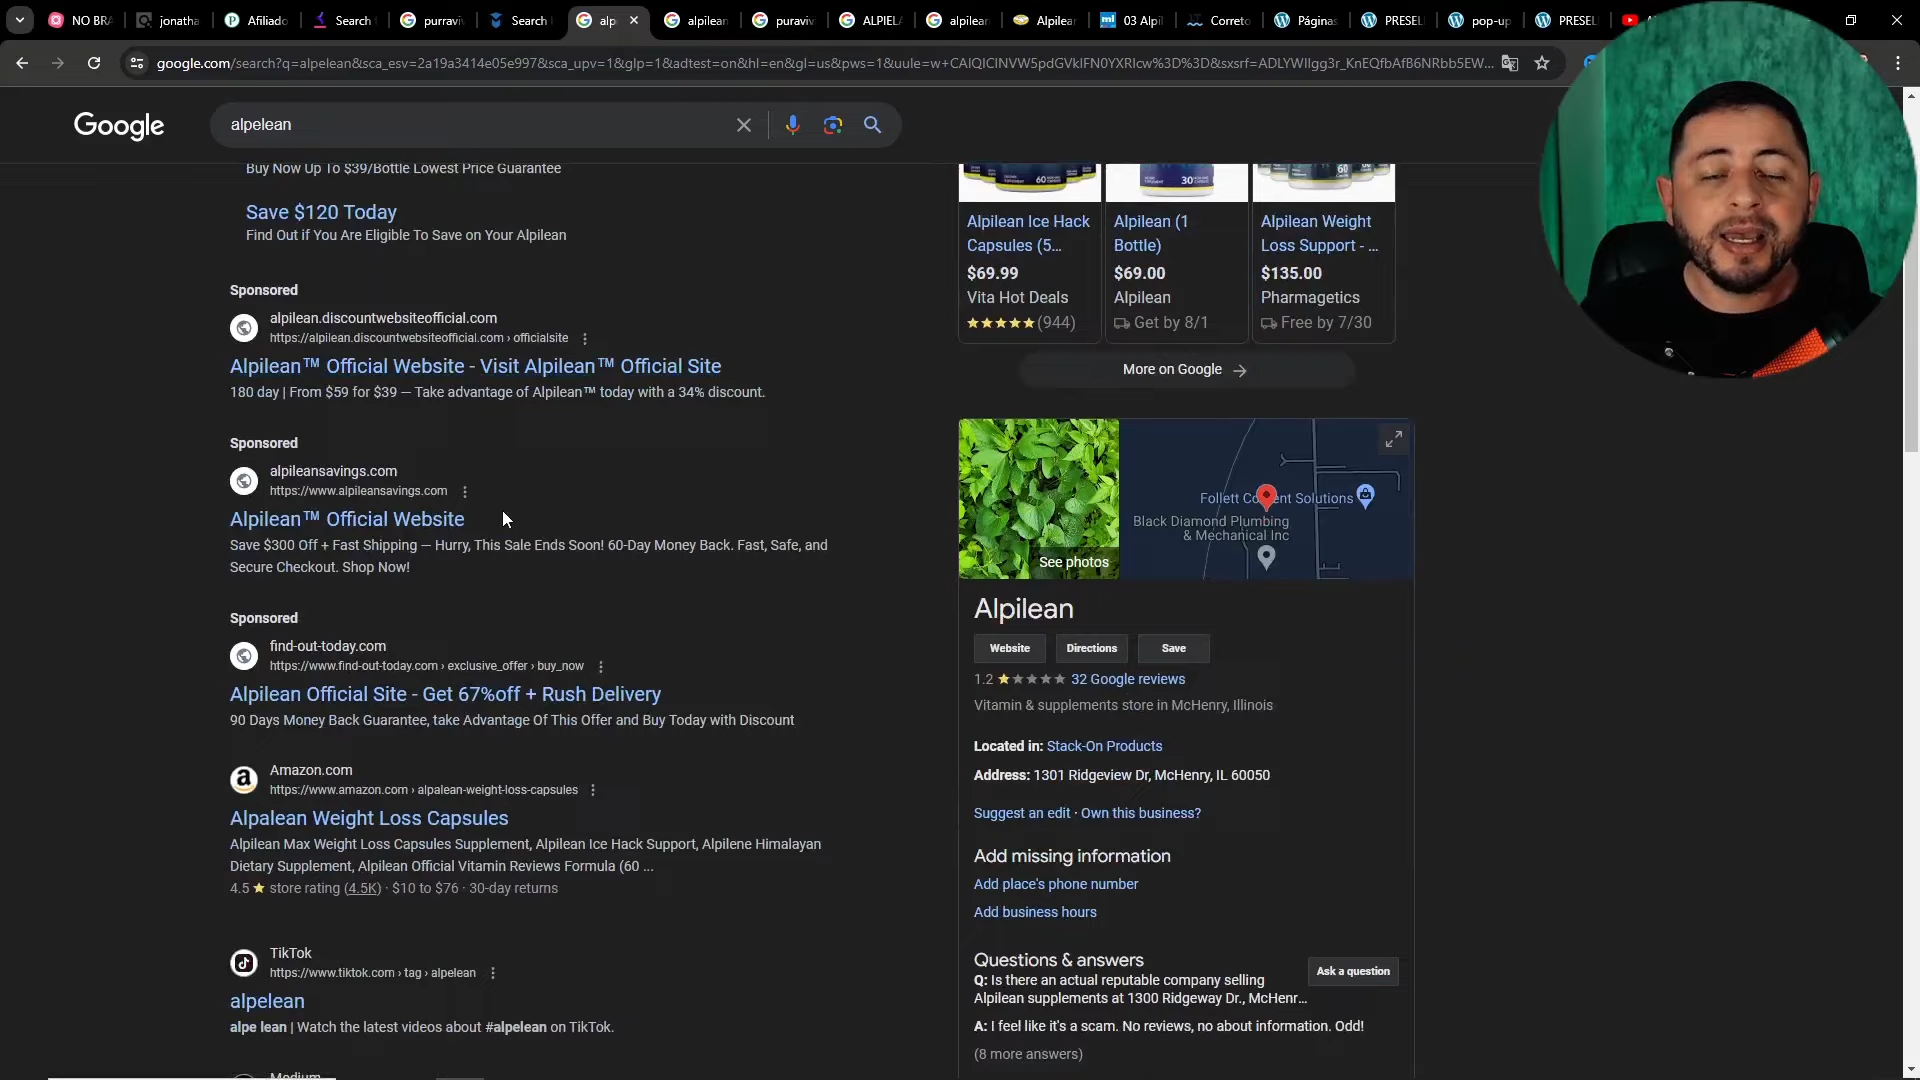 NO BRA
jonatha
Afiliado
Search
purravi
Search
alp
alpilean
puravi
ALPIEL
alpilean
Alpilean
03 Alpil
Correto
Páginas
PRESEL
pop-up
PRESEL
google.com/search?q=alpelean&sca_esv=2a19a3414e05e997&sca_upv=1&glp=1&adtest=on&hl=en&gl=us&pws=1&uule=w+CAIQICINVW5pdGVkIFN0YXRlcw%3D%3D&sxsrf=ADLYWIIgg3r_KnEQfbAfB6NRbb5EW...
Google
alpelean
Buy Now Up To $39/Bottle Lowest Price Guarantee
Save $120 Today
Find Out if You Are Eligible To Save on Your Alpilean
Sponsored
alpilean.discountwebsiteofficial.com
https://alpilean.discountwebsiteofficial.com › officialsite
Alpilean™ Official Website - Visit Alpilean™ Official Site
180 day | From $59 for $39 — Take advantage of Alpilean™ today with a 34% discount.
Sponsored
alpileansavings.com
https://www.alpileansavings.com
Alpilean™ Official Website
Save $300 Off + Fast Shipping — Hurry, This Sale Ends Soon! 60-Day Money Back. Fast, Safe, and
Secure Checkout. Shop Now!
Sponsored
find-out-today.com
https://www.find-out-today.com › exclusive_offer › buy_now
Alpilean Official Site - Get 67%off + Rush Delivery
90 Days Money Back Guarantee, take Advantage Of This Offer and Buy Today with Discount
Amazon.com
https://www.amazon.com › alpalean-weight-loss-capsules
Alpalean Weight Loss Capsules
Alpilean Max Weight Loss Capsules Supplement, Alpilean Ice Hack Support, Alpilene Himalayan
Dietary Supplement, Alpilean Official Vitamin Reviews Formula (60 ...
4.5 ★ store rating (4.5K) · $10 to $76 · 30-day returns
TikTok
https://www.tiktok.com › tag › alpelean
alpelean
alpe lean | Watch the latest videos about #alpelean on TikTok.
Medium
60
30
60
Alpilean Ice Hack
Capsules (5...
$69.99
Vita Hot Deals
★★★★★(944)
Alpilean (1
Bottle)
$69.00
Alpilean
Get by 8/1
Alpilean Weight
Loss Support - ...
$135.00
Pharmagetics
Free by 7/30
More on Google →
See photos
Follett Co ent Solutions
Black Diamond Plumbing
& Mechanical Inc
Alpilean
Website
Directions
Save
1.2 ★★★★★ 32 Google reviews
Vitamin & supplements store in McHenry, Illinois
Located in: Stack-On Products
Address: 1301 Ridgeview Dr, McHenry, IL 60050
Suggest an edit · Own this business?
Add missing information
Add place's phone number
Add business hours
Questions & answers
Ask a question
Q: Is there an actual reputable company selling
Alpilean supplements at 1300 Ridgeway Dr., McHenr...
A: I feel like it's a scam. No reviews, no about information. Odd!
(8 more answers)